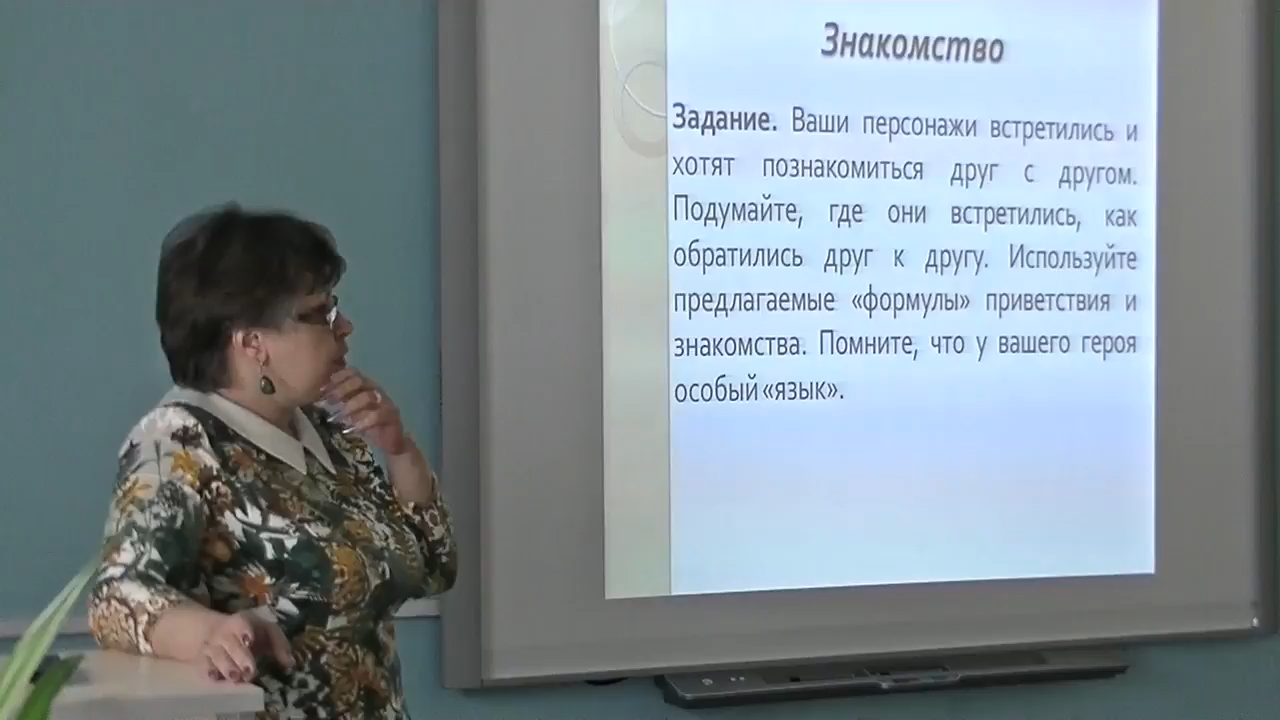 Знакомство
Задание. Ваши персонажи встретились и
хотят познакомиться друг с другом.
Подумайте, где они встретились, как
обратились друг к другу. Используйте
предлагаемые «формулы» приветствия и
знакомства. Помните, что у вашего героя
особый «язык».